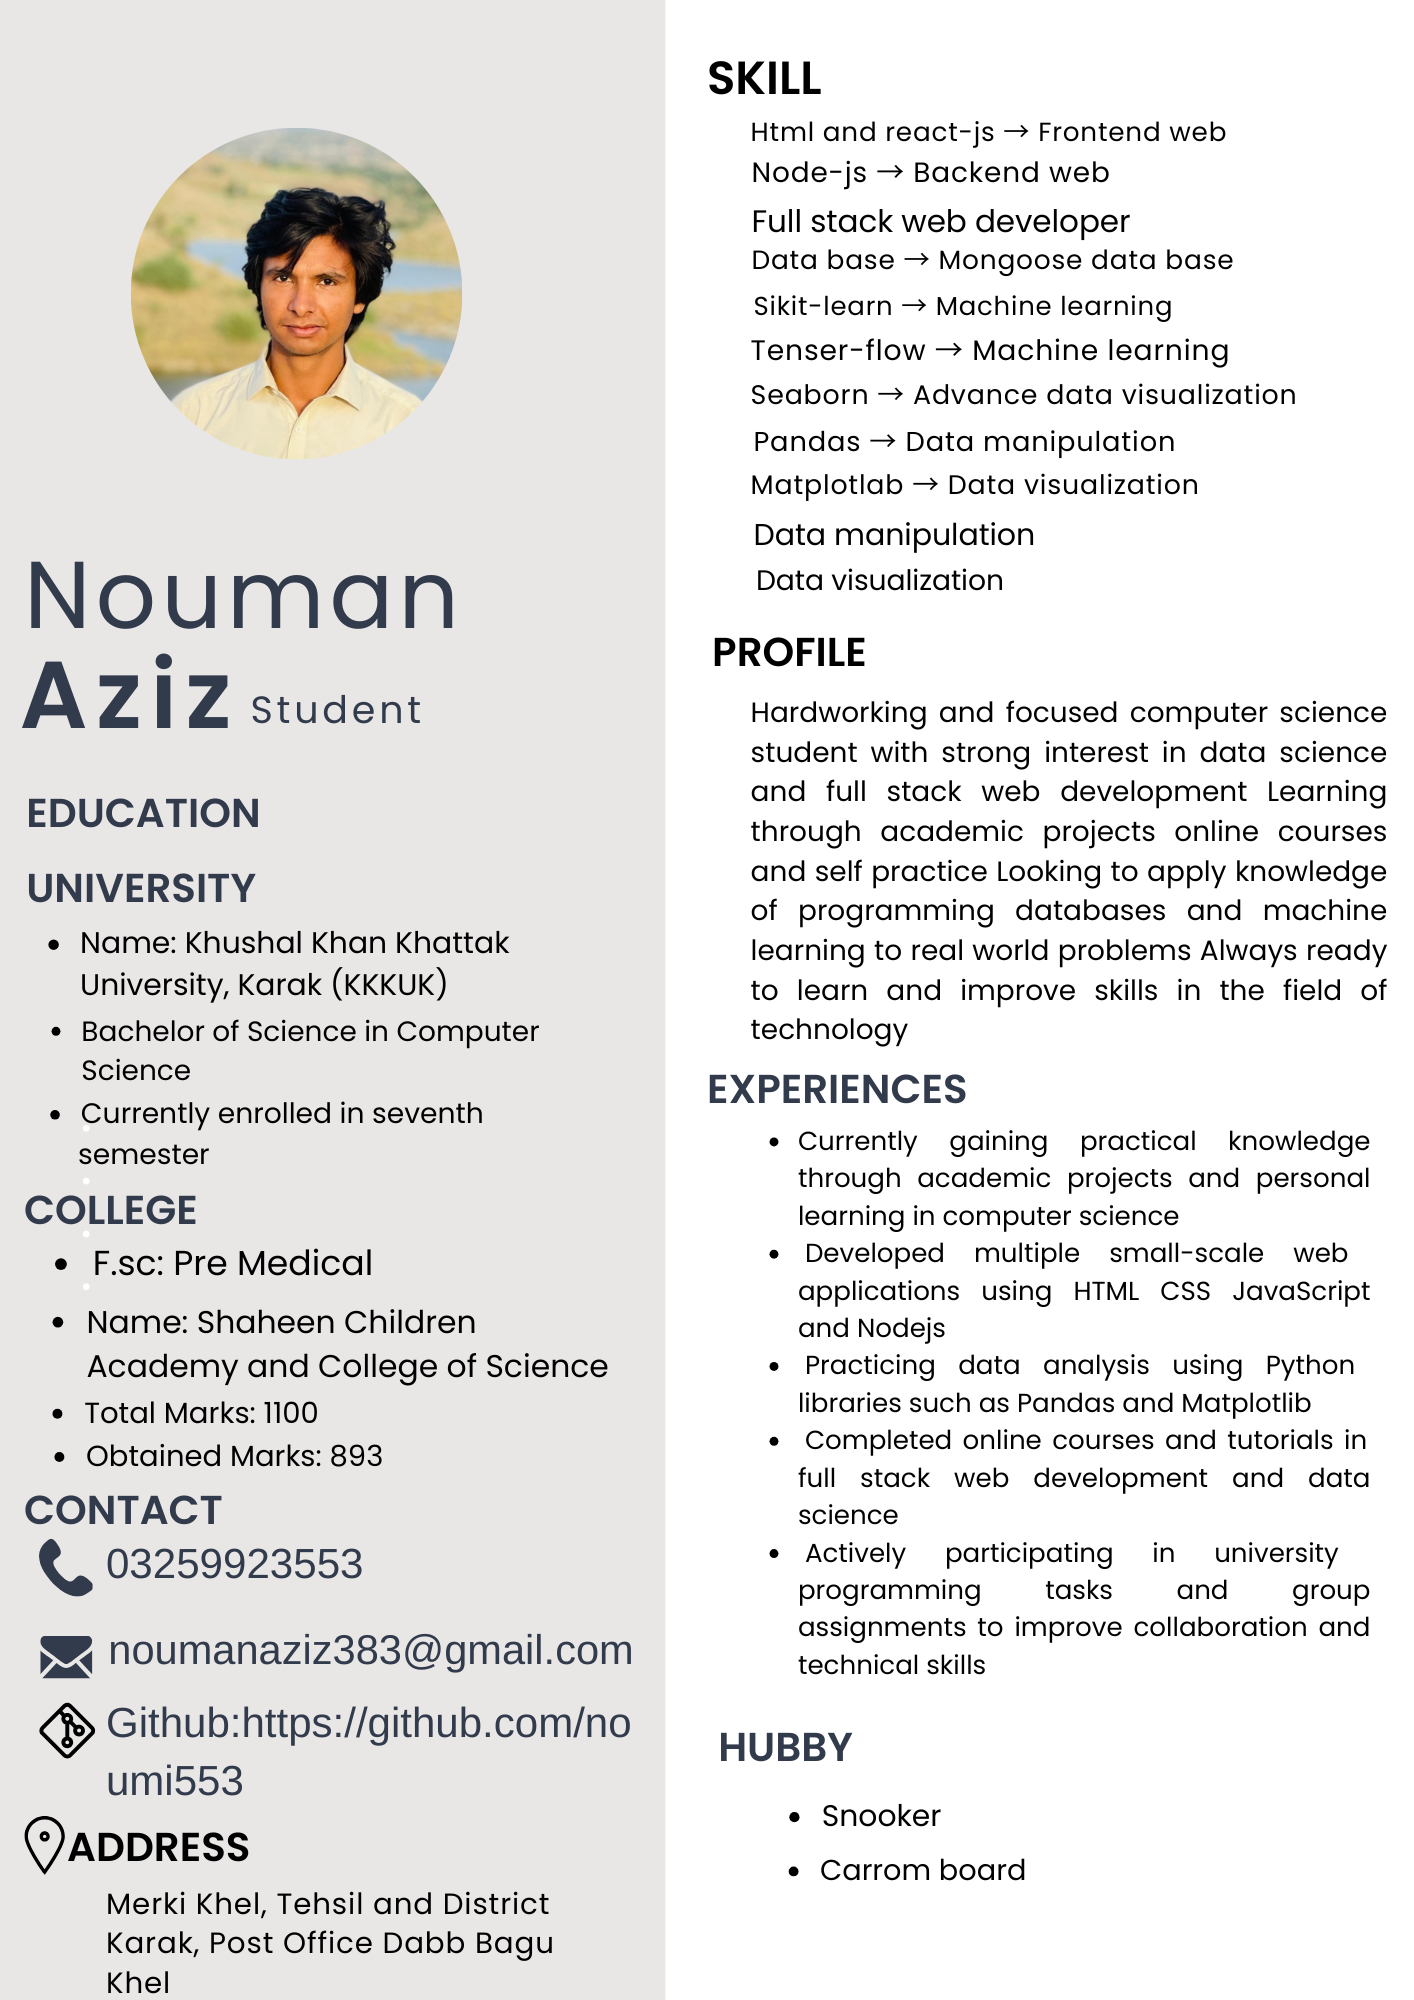 Nouman
Aziz Student
EDUCATION
UNIVERSITY
• Name: Khushal Khan Khattak
University, Karak (KKKUK)
• Bachelor of Science in Computer
Science
• Currently enrolled in seventh
semester
COLLEGE
• F.sc: Pre Medical
• Name: Shaheen Children
Academy and College of Science
• Total Marks: 1100
• Obtained Marks: 893
CONTACT
03259923553
noumanaziz383@gmail.com
Github:https://github.com/no
umi553
ADDRESS
Merki Khel, Tehsil and District
Karak, Post Office Dabb Bagu
Khel
SKILL
Html and react-js → Frontend web
Node-js → Backend web
Full stack web developer
Data base → Mongoose data base
Sikit-learn → Machine learning
Tenser-flow → Machine learning
Seaborn → Advance data visualization
Pandas → Data manipulation
Matplotlab → Data visualization
Data manipulation
Data visualization
PROFILE
Hardworking and focused computer science
student with strong interest in data science
and full stack web development Learning
through academic projects online courses
and self practice Looking to apply knowledge
of programming databases and machine
learning to real world problems Always ready
to learn and improve skills in the field of
technology
EXPERIENCES
• Currently gaining practical knowledge
through academic projects and personal
learning in computer science
• Developed multiple small-scale web
applications using HTML CSS JavaScript
and Nodejs
• Practicing data analysis using Python
libraries such as Pandas and Matplotlib
• Completed online courses and tutorials in
full stack web development and data
science
• Actively participating in university
programming tasks and group
assignments to improve collaboration and
technical skills
HUBBY
• Snooker
• Carrom board